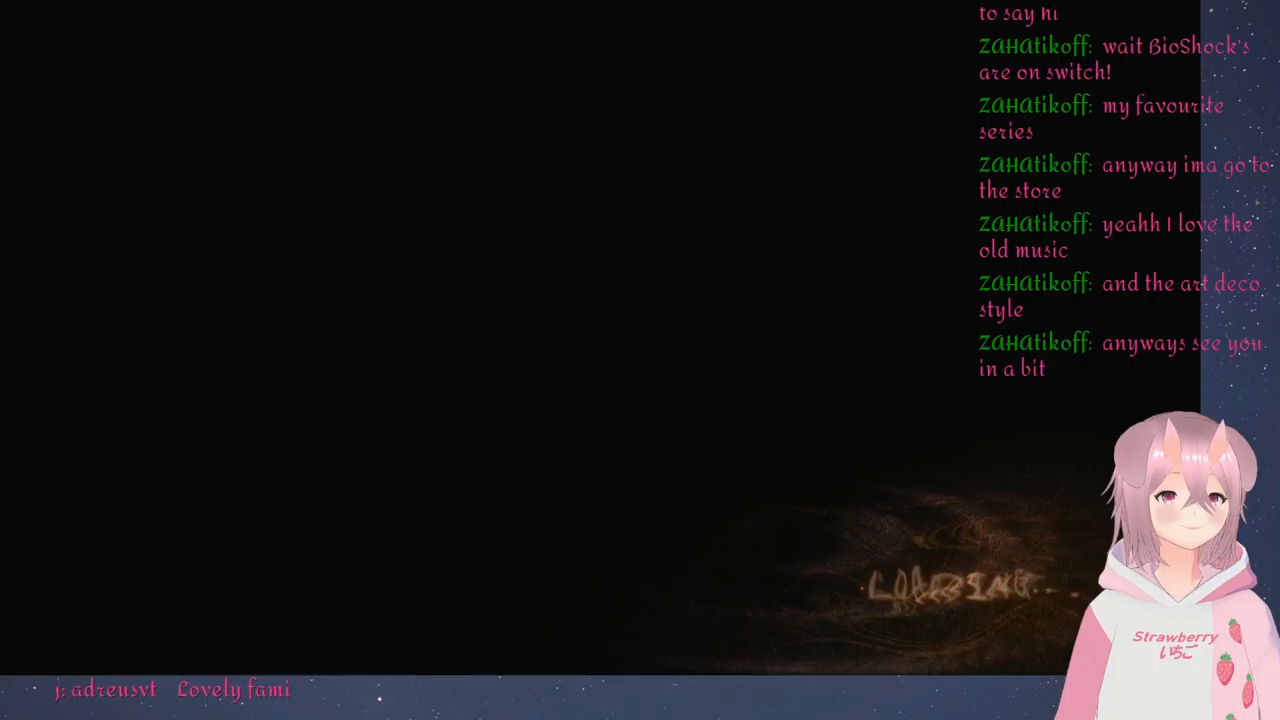 to say hi
ZAHAtikoff: wait BioShock's
are on switch!
ZAHAtikoff: my favourite
series
ZAHAtikoff: anyway ima go to
the store
ZAHAtikoff: yeahh I love the
old music
ZAHAtikoff: and the art deco
style
ZAHAtikoff: anyways see you
in a bit
LOADING...
Strawberry
いちご
j: adreusvt Lovely fami